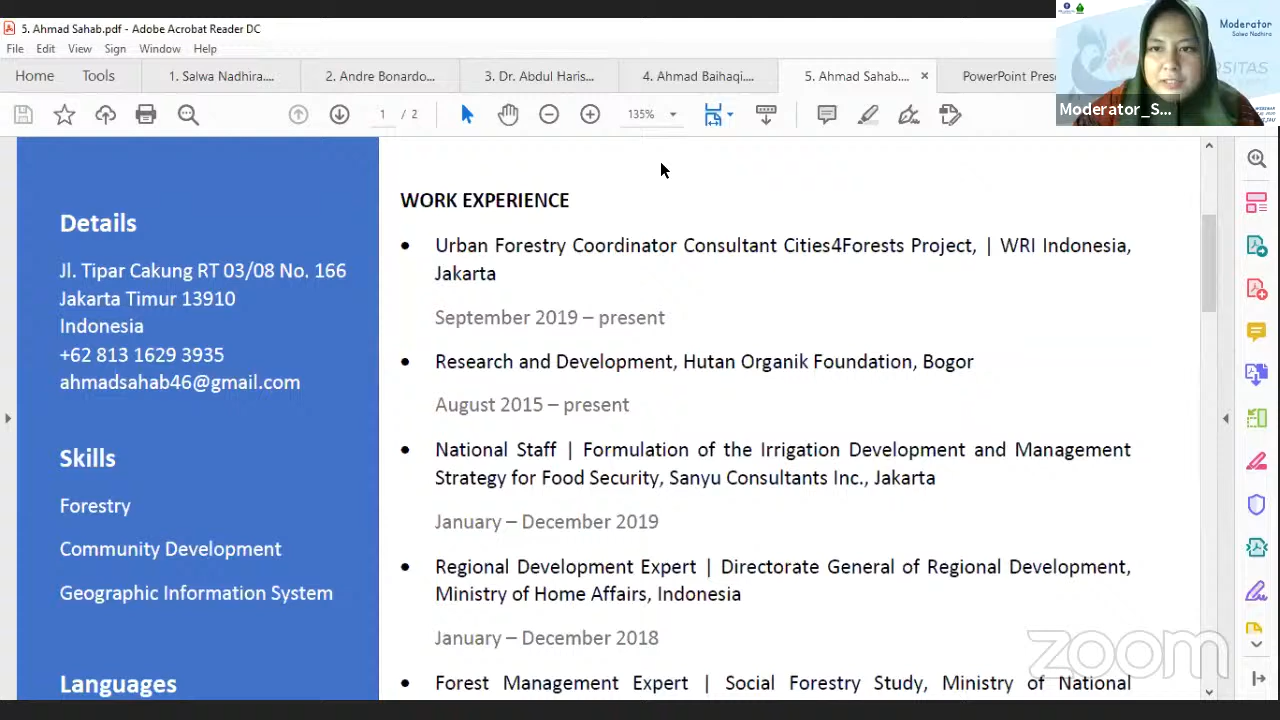 5. Ahmad Sahab.pdf - Adobe Acrobat Reader DC
File Edit View Sign Window Help
Home Tools 1. Salwa Nadhira.... 2. Andre Bonardo... 3. Dr. Abdul Haris... 4. Ahmad Baihaqi.... 5. Ahmad Sahab.... × PowerPoint Pres
1 / 2 135%
Moderator
Salwa Nadhira
Moderator_S...
Details
Jl. Tipar Cakung RT 03/08 No. 166
Jakarta Timur 13910
Indonesia
+62 813 1629 3935
ahmadsahab46@gmail.com
Skills
Forestry
Community Development
Geographic Information System
Languages
WORK EXPERIENCE
• Urban Forestry Coordinator Consultant Cities4Forests Project, | WRI Indonesia,
Jakarta
September 2019 – present
• Research and Development, Hutan Organik Foundation, Bogor
August 2015 – present
• National Staff | Formulation of the Irrigation Development and Management
Strategy for Food Security, Sanyu Consultants Inc., Jakarta
January – December 2019
• Regional Development Expert | Directorate General of Regional Development,
Ministry of Home Affairs, Indonesia
January – December 2018
• Forest Management Expert | Social Forestry Study, Ministry of National
zoom